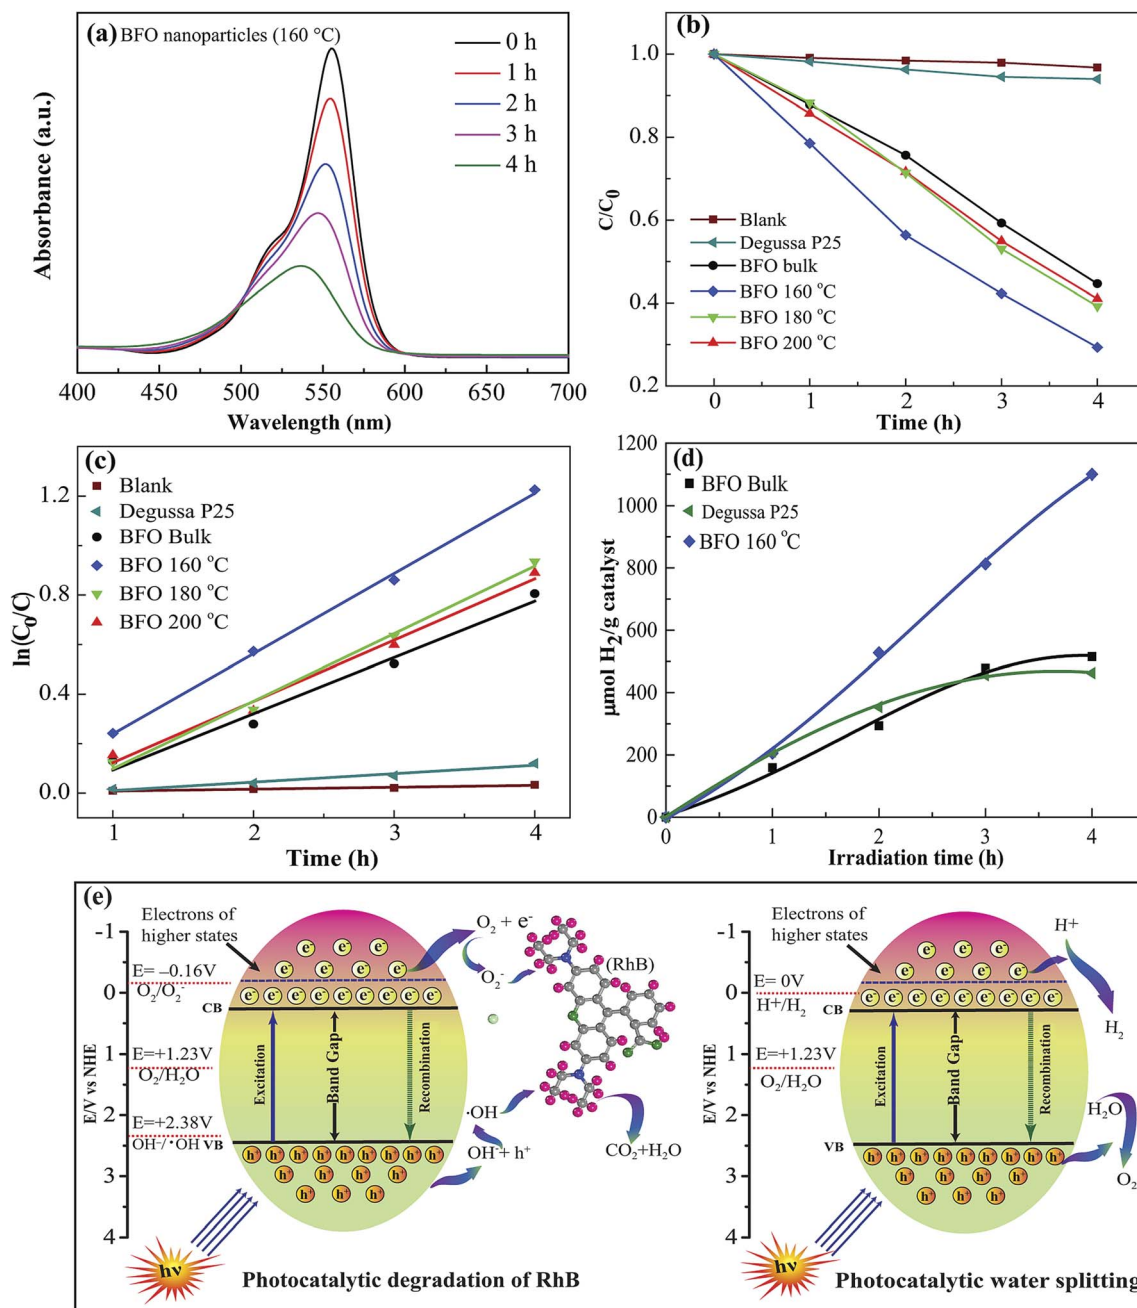 (a) BFO nanoparticles (160 °C)
0 h
1 h
2 h
3 h
4 h
Absorbance (a.u.)
400 450 500 550 600 650 700
Wavelength (nm)
(b)
1.0
0.8
0.6
0.4
0.2
C/C0
Blank
Degussa P25
BFO bulk
BFO 160 °C
BFO 180 °C
BFO 200 °C
0 1 2 3 4
Time (h)
(c)
Blank
Degussa P25
BFO Bulk
BFO 160 °C
BFO 180 °C
BFO 200 °C
1.2
0.8
0.4
0.0
ln(C0/C)
1 2 3 4
Time (h)
(d)
BFO Bulk
Degussa P25
BFO 160 °C
1200
1000
800
600
400
200
0
μmol H2/g catalyst
0 1 2 3 4
Irradiation time (h)
(e)
Electrons of
higher states
-1
0
1
2
3
4
E/V vs NHE
E= –0.16V
O2/O2-
CB
E=+1.23V
O2/H2O
E=+2.38V
OH-/•OH VB
e- e- e-
e- e- e- e-
e- e- e- e- e- e- e- e-
Excitation
Band Gap
Recombination
h+ h+ h+ h+ h+ h+ h+ h+ h+
h+ h+ h+ h+ h+ h+
h+ h+ h+
O2 + e-
O2-
(RhB)
·OH
OH-+ h+
CO2+H2O
hν
Photocatalytic degradation of RhB
Electrons of
higher states
-1
0
1
2
3
4
E/V vs NHE
E= 0V
H+/H2
CB
E=+1.23V
O2/H2O
VB
e- e- e-
e- e- e- e-
e- e- e- e- e- e- e- e-
Excitation
Band Gap
Recombination
h+ h+ h+ h+ h+ h+ h+ h+ h+
h+ h+ h+ h+ h+ h+
h+ h+ h+
H+
H2
H2O
O2
hν
Photocatalytic water splitting